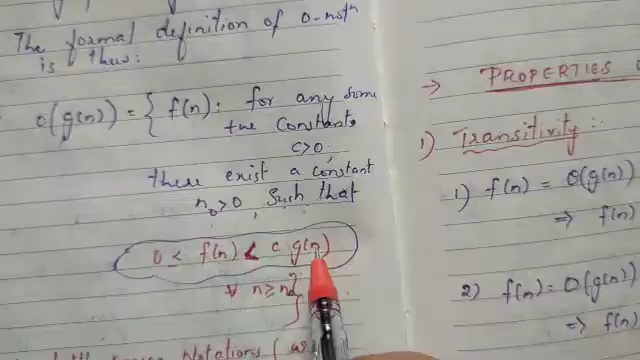 The formal definition of o-notn
is thus:
o(g(n)) = { f(n): for any some
+ve constants
c>0,
there exist a constant
n₀>0, such that
0 ≤ f(n) < c g(n)
∀ n≥n₀
}
Notations (as
→ PROPERTIES
1) Transitivity :-
1) f(n) = Θ(g(n))
⇒ f(n)
2) f(n) = O(g(n))
⇒ f(n)